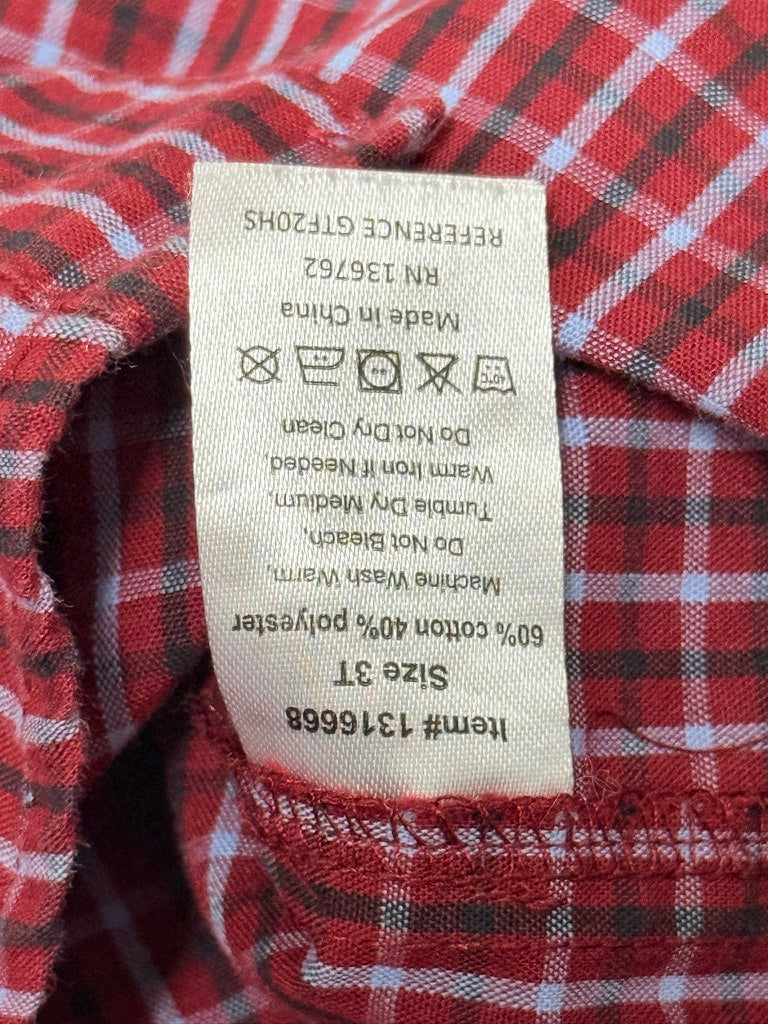 Item# 1316668
Size 3T
60% cotton 40% polyester
Machine Wash Warm,
Do Not Bleach,
Tumble Dry Medium,
Warm Iron If Needed,
Do Not Dry Clean
40°C
Made in China
RN 136762
REFERENCE GTF20HS